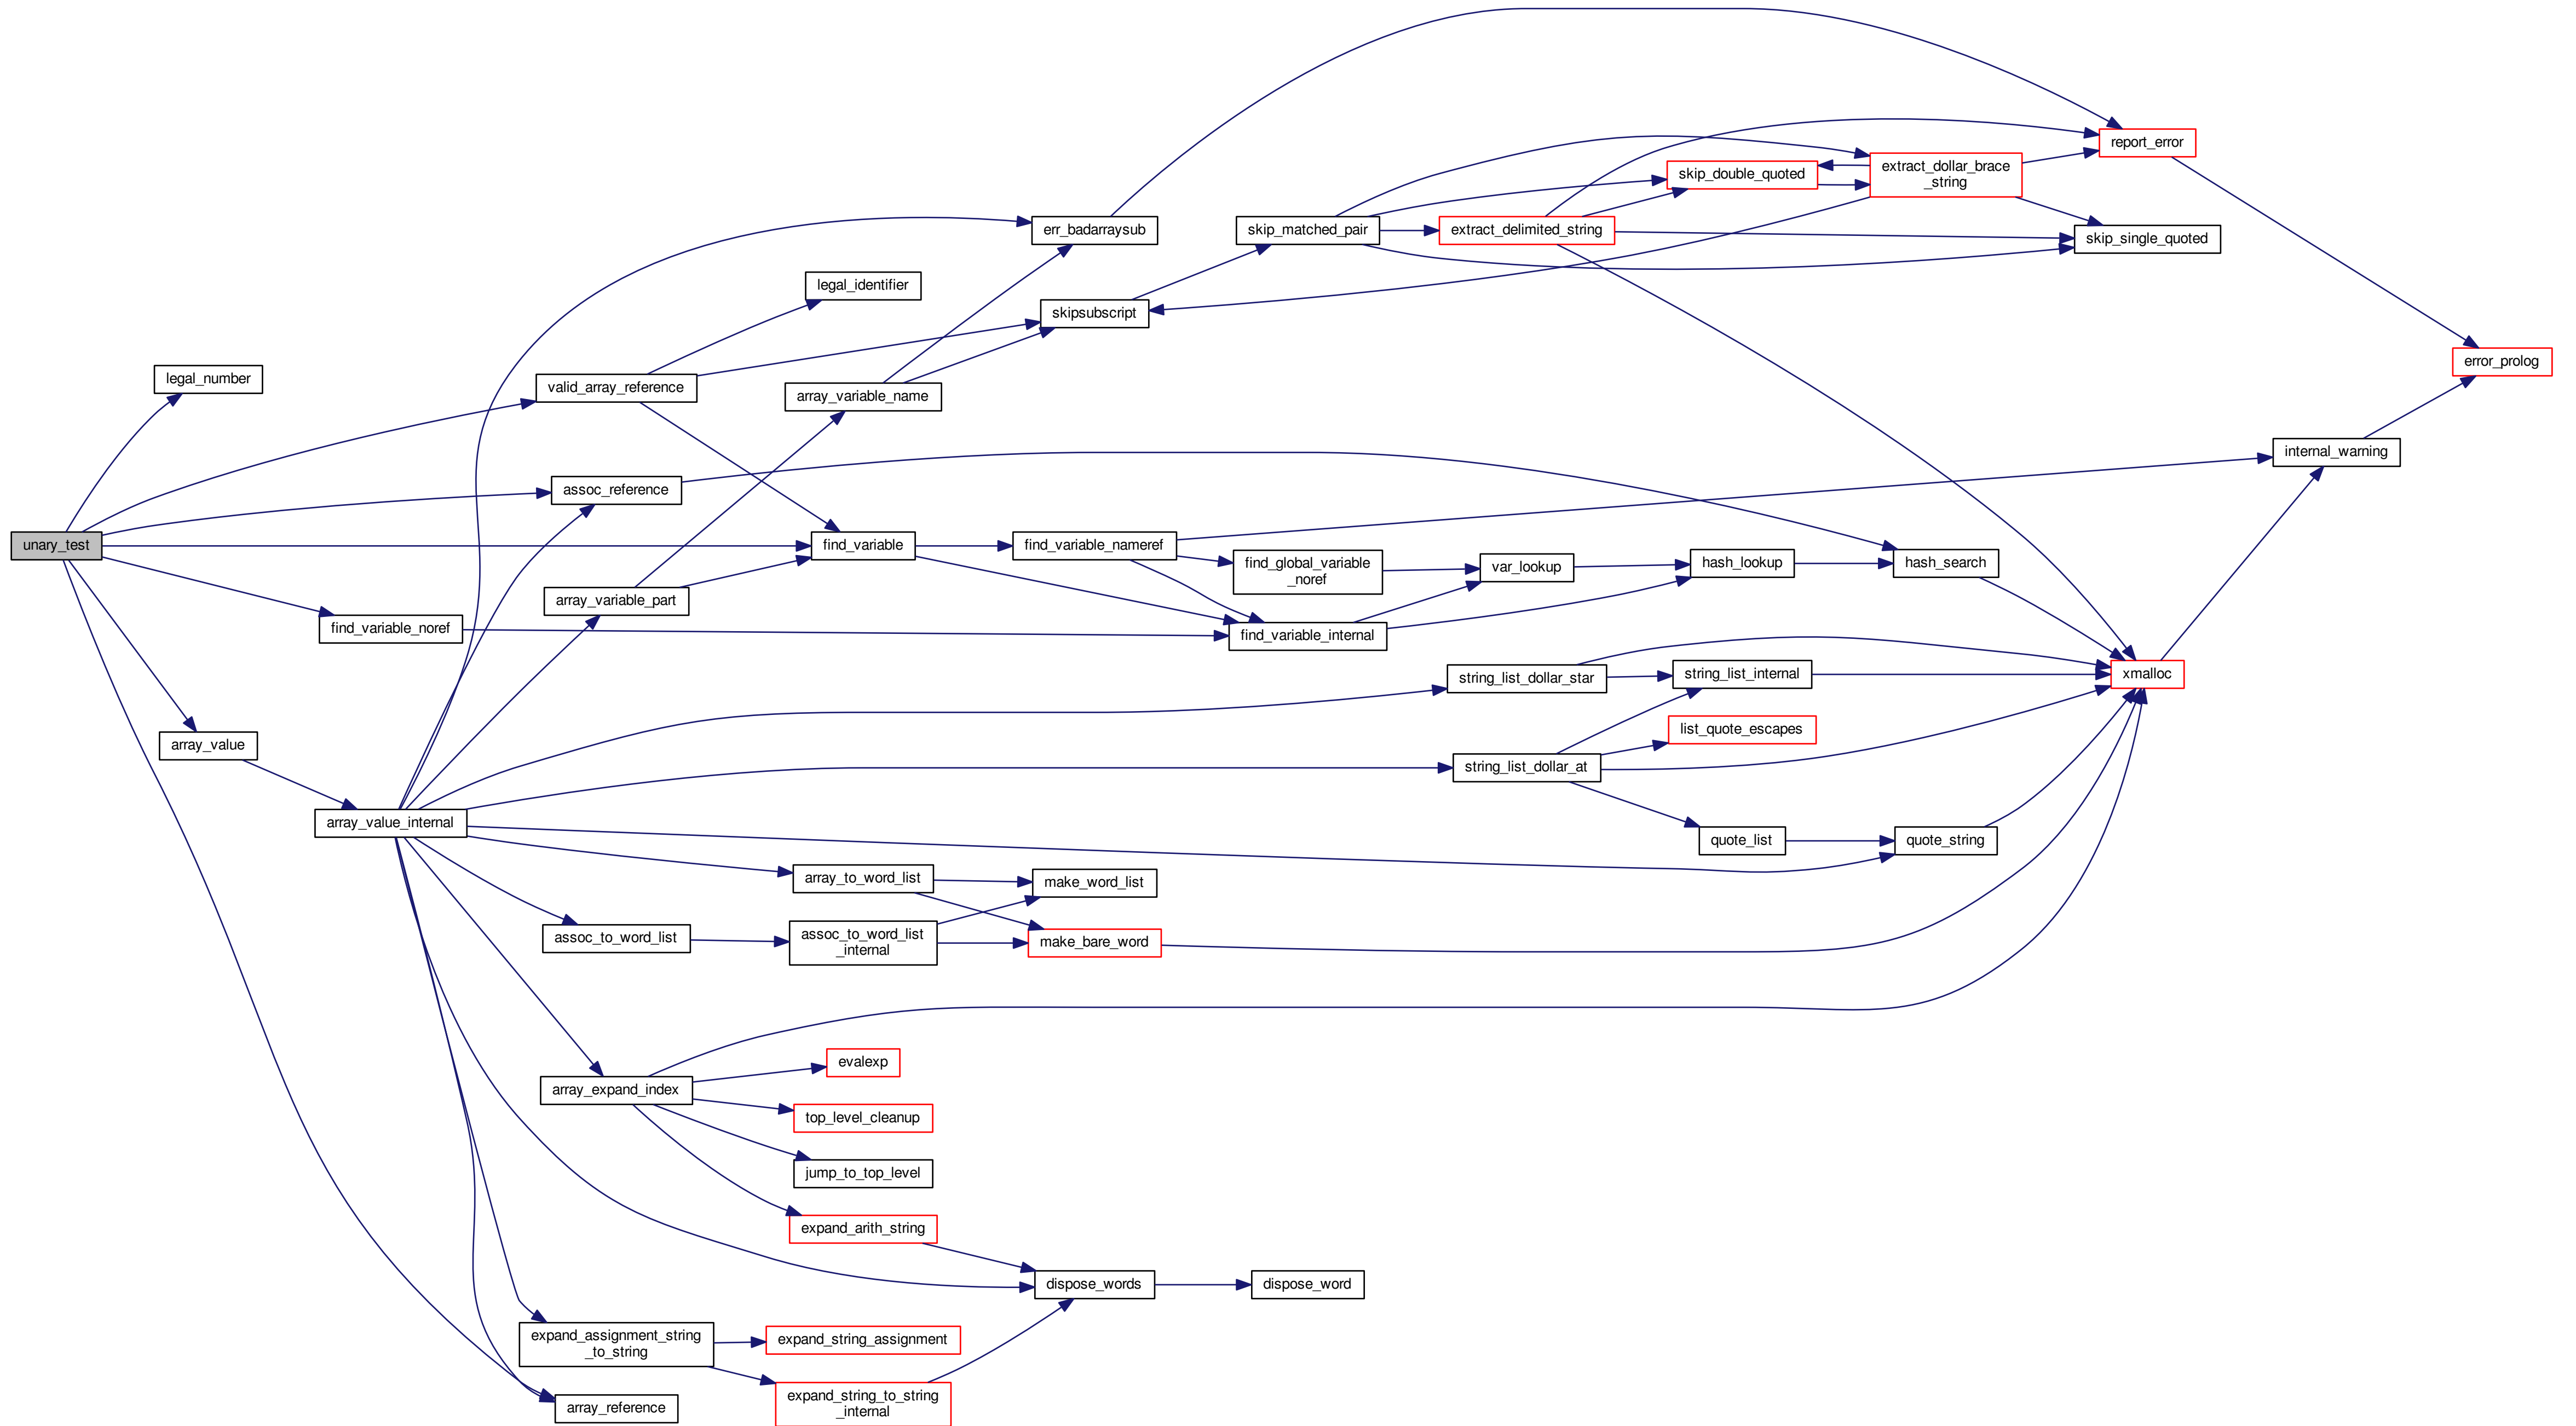 report_error
extract_dollar_brace
_string
skip_double_quoted
err_badarraysub
skip_matched_pair
extract_delimited_string
skip_single_quoted
legal_identifier
skipsubscript
error_prolog
legal_number
valid_array_reference
array_variable_name
internal_warning
assoc_reference
unary_test
find_variable
find_variable_nameref
find_global_variable
_noref
var_lookup
hash_lookup
hash_search
array_variable_part
find_variable_noref
find_variable_internal
string_list_dollar_star
string_list_internal
xmalloc
list_quote_escapes
array_value
string_list_dollar_at
array_value_internal
quote_list
quote_string
array_to_word_list
make_word_list
assoc_to_word_list
assoc_to_word_list
_internal
make_bare_word
evalexp
array_expand_index
top_level_cleanup
jump_to_top_level
expand_arith_string
dispose_words
dispose_word
expand_assignment_string
_to_string
expand_string_assignment
expand_string_to_string
_internal
array_reference